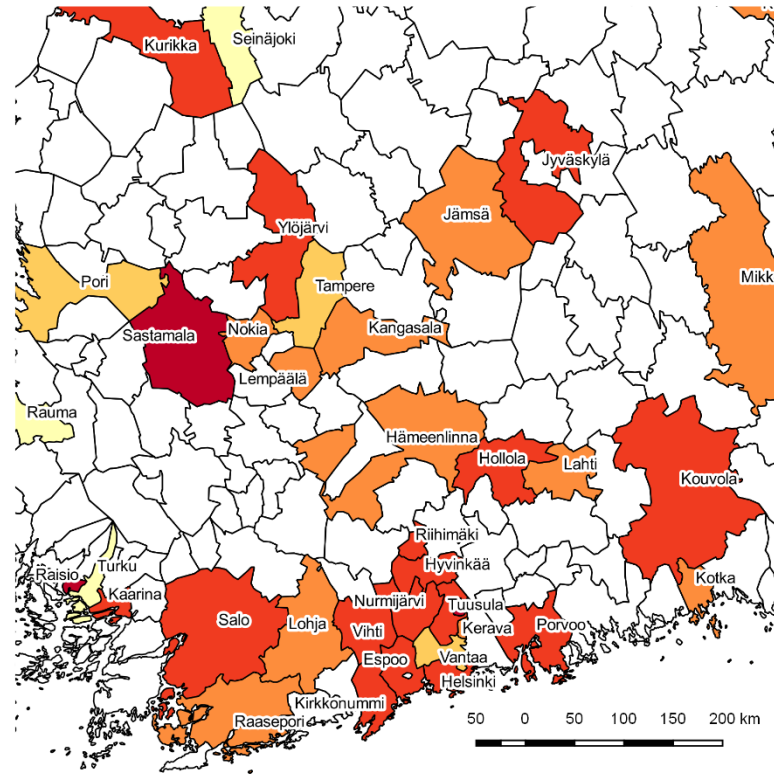 Kurikka
Seinäjoki
Jyväskylä
Jämsä
Ylöjärvi
Mikk
Pori
Tampere
Sastamala
Nokia
Kangasala
Lempäälä
Rauma
Hämeenlinna
Hollola
Lahti
Kouvola
Riihimäki
Hyvinkää
Turku
Raisio
Kaarina
Kotka
Nurmijärvi
Tuusula
Salo
Lohja
Vihti
Kerava
Porvoo
Espoo
Vantaa
Helsinki
Kirkkonummi
Raasepori
50 0 50 100 150 200 km